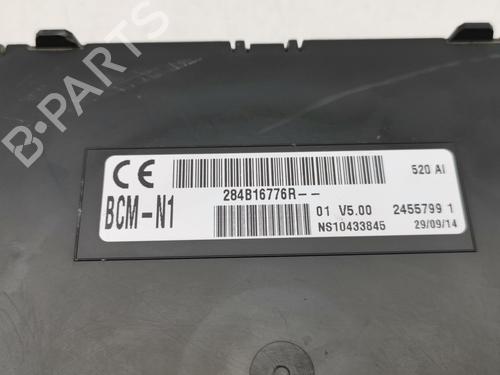 B-PARTS
CE
520 AI
284B16776R--
BCM-N1
01 V5.00 2455799 1
NS10433845 29/09/14